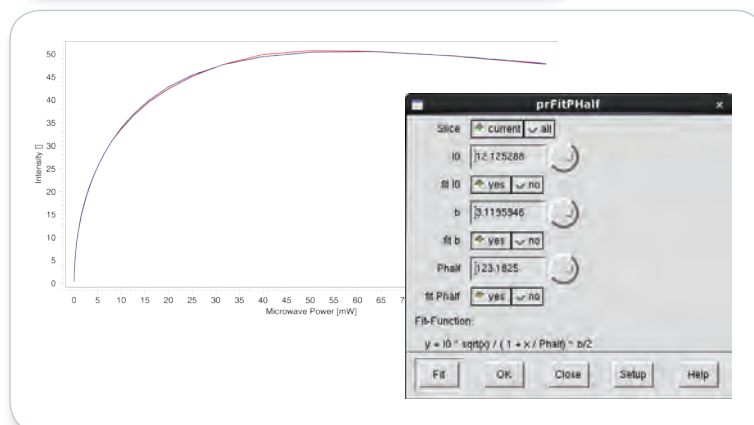 50
45
40
35
30
25
20
15
10
5
0
Intensity []
0 5 10 15 20 25 30 35 40 45 50 55 60 65
Microwave Power [mW]
prFitPHalf
Slice current all
I0 12.125288
fit I0 yes no
b 3.1195946
fit b yes no
Phalf 123.1825
fit Phalf yes no
Fit-Function:
y = I0 * sqrt(x) / ( 1 + x / Phalf) ^ b/2
Fit OK Close Setup Help